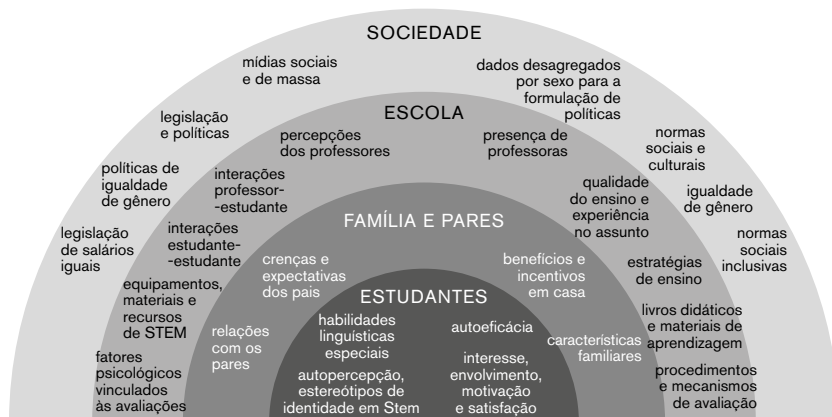 SOCIEDADE
mídias sociais
e de massa
dados desagregados
por sexo para a
formulação de
políticas
legislação
e políticas
normas
sociais e
culturais
políticas de
igualdade
de gênero
igualdade
de gênero
legislação
de salários
iguais
normas
sociais
inclusivas
ESCOLA
percepções
dos professores
presença de
professoras
interações
professor-
-estudante
qualidade
do ensino e
experiência
no assunto
interações
estudante-
-estudante
estratégias
de ensino
equipamentos,
materiais e
recursos
de STEM
livros didáticos
e materiais de
aprendizagem
fatores
psicológicos
vinculados
às avaliações
procedimentos
e mecanismos
de avaliação
FAMÍLIA E PARES
crenças e
expectativas
dos pais
benefícios e
incentivos
em casa
relações
com os
pares
características
familiares
ESTUDANTES
habilidades
linguísticas
especiais
autoeficácia
autopercepção,
estereótipos de
identidade em Stem
interesse,
envolvimento,
motivação
e satisfação